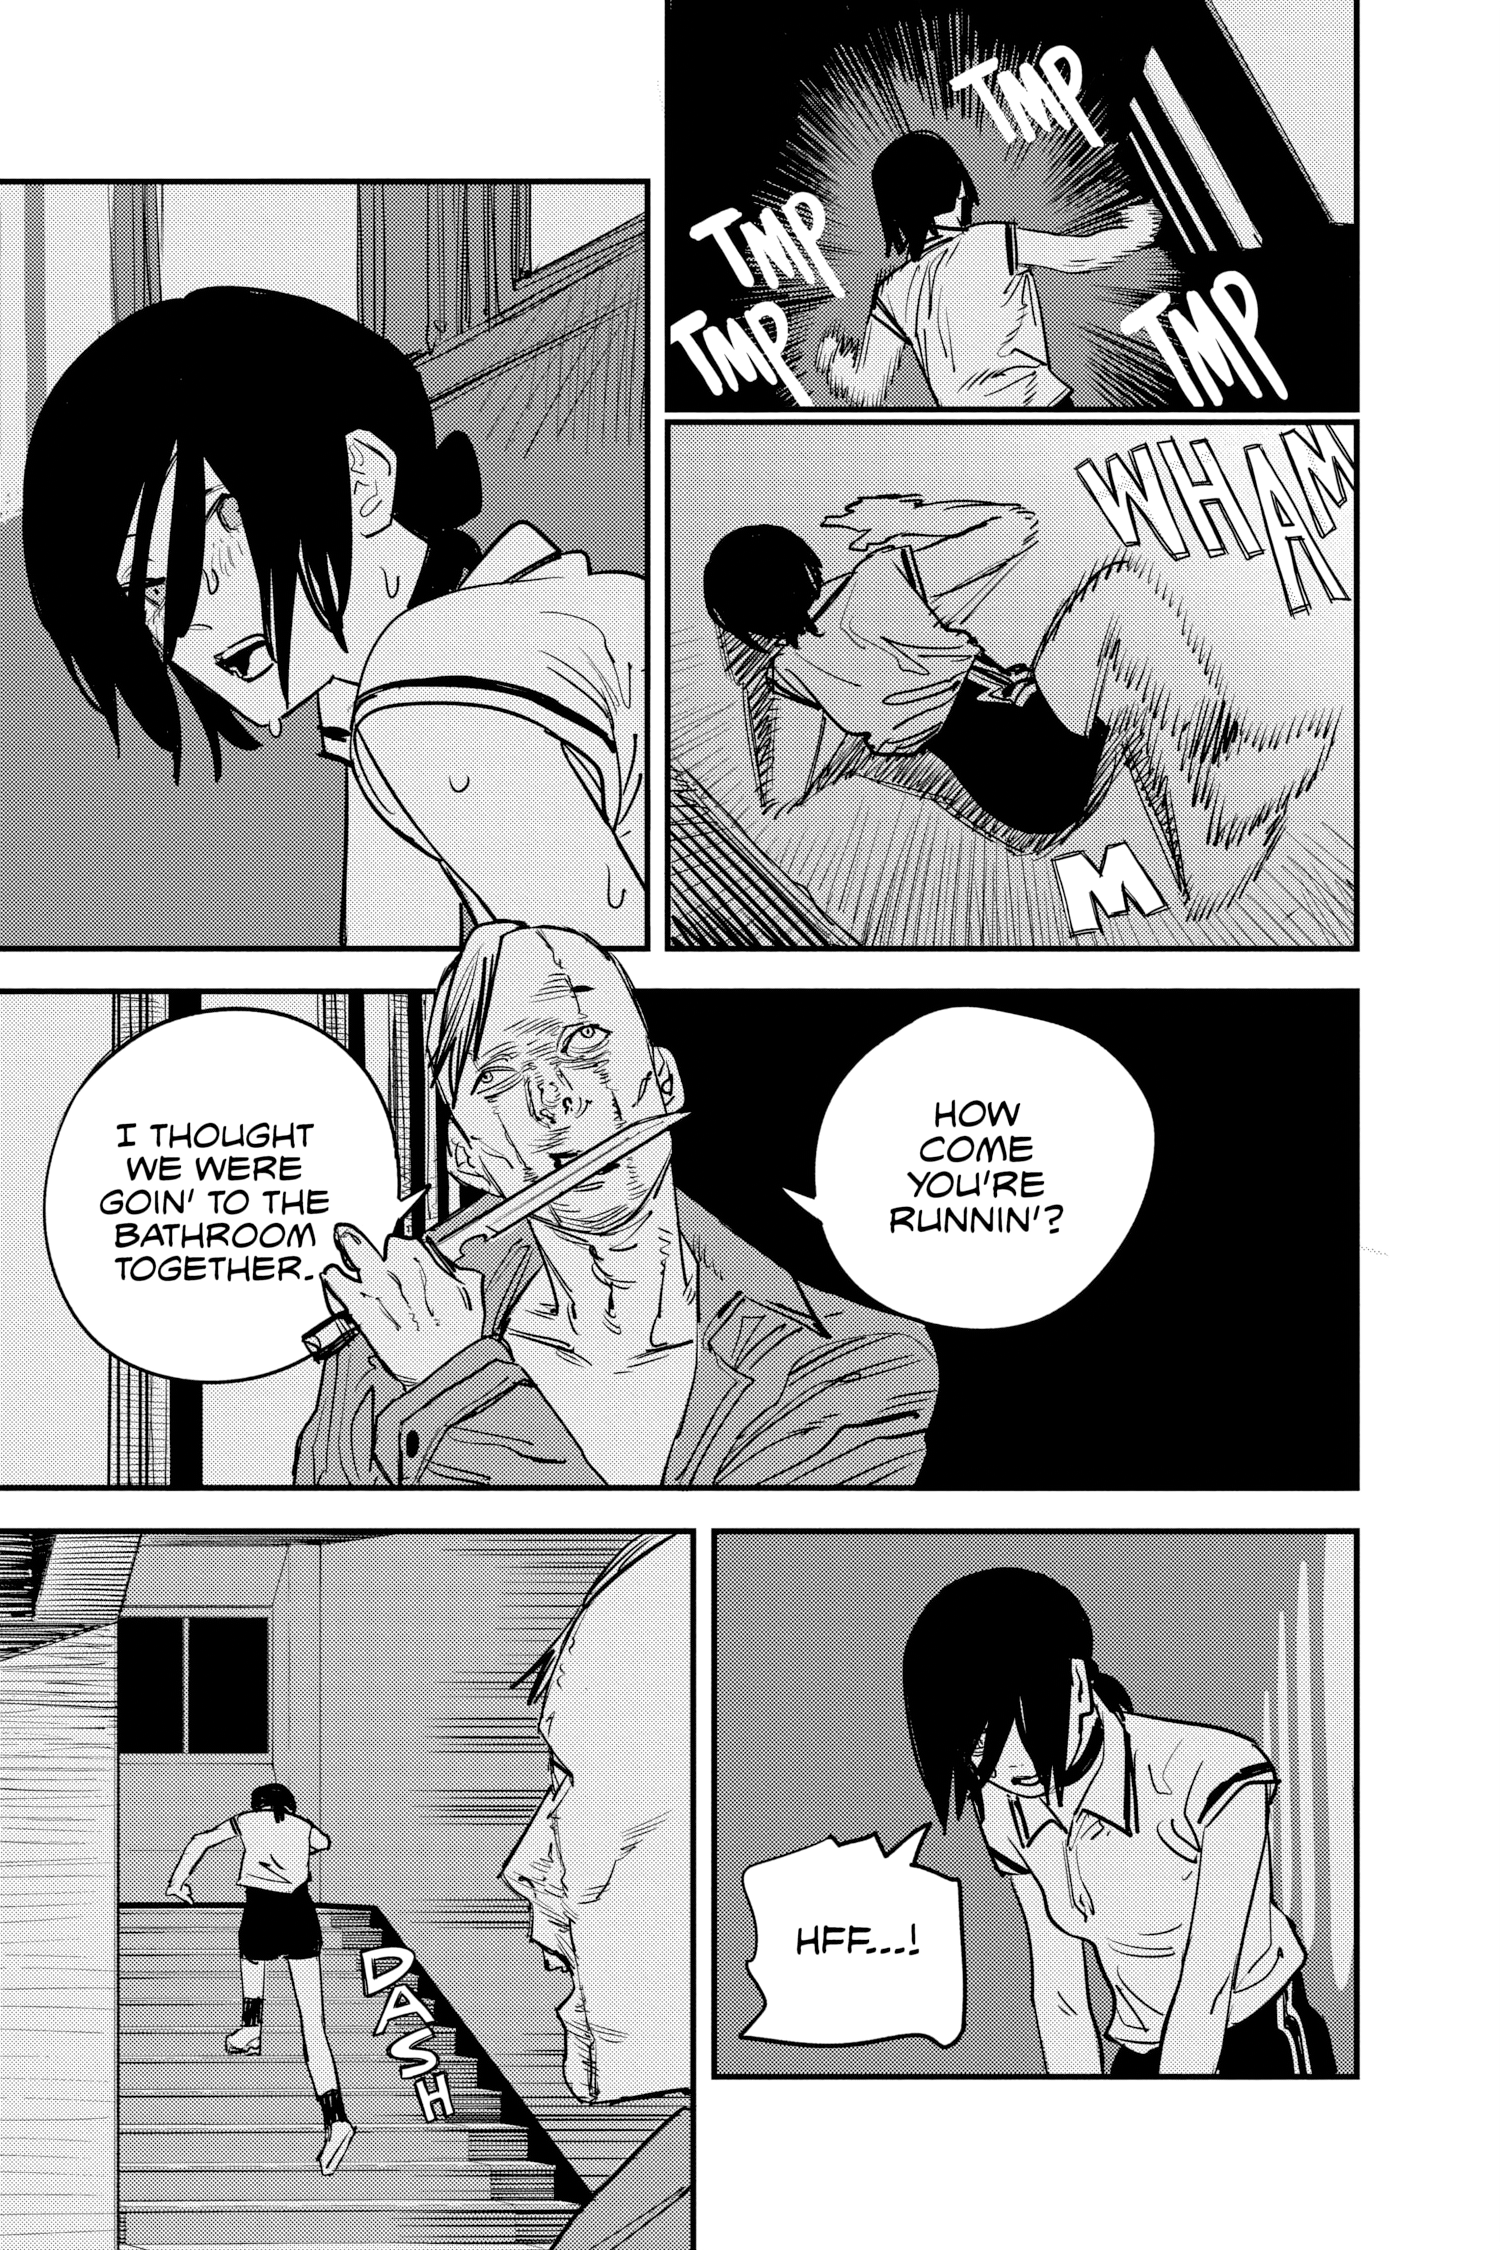 TMP
TMP
TMP
TMP
WHAM
M
HOW
COME
YOU'RE
RUNNIN'?
I THOUGHT
WE WERE
GOIN' TO THE
BATHROOM
TOGETHER.
HFF...!
DASH